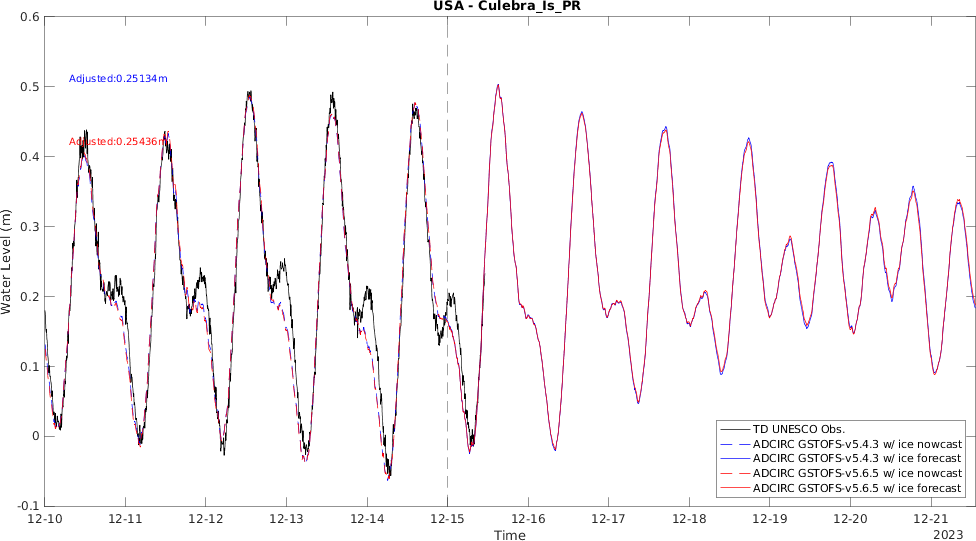 USA - Culebra_Is_PR
0.6
0.5
0.4
0.3
0.2
0.1
0
-0.1
Water Level (m)
Adjusted:0.25134m
Adjusted:0.25436m
TD UNESCO Obs.
ADCIRC GSTOFS-v5.4.3 w/ ice nowcast
ADCIRC GSTOFS-v5.4.3 w/ ice forecast
ADCIRC GSTOFS-v5.6.5 w/ ice nowcast
ADCIRC GSTOFS-v5.6.5 w/ ice forecast
12-10 12-11 12-12 12-13 12-14 12-15 12-16 12-17 12-18 12-19 12-20 12-21
Time
2023